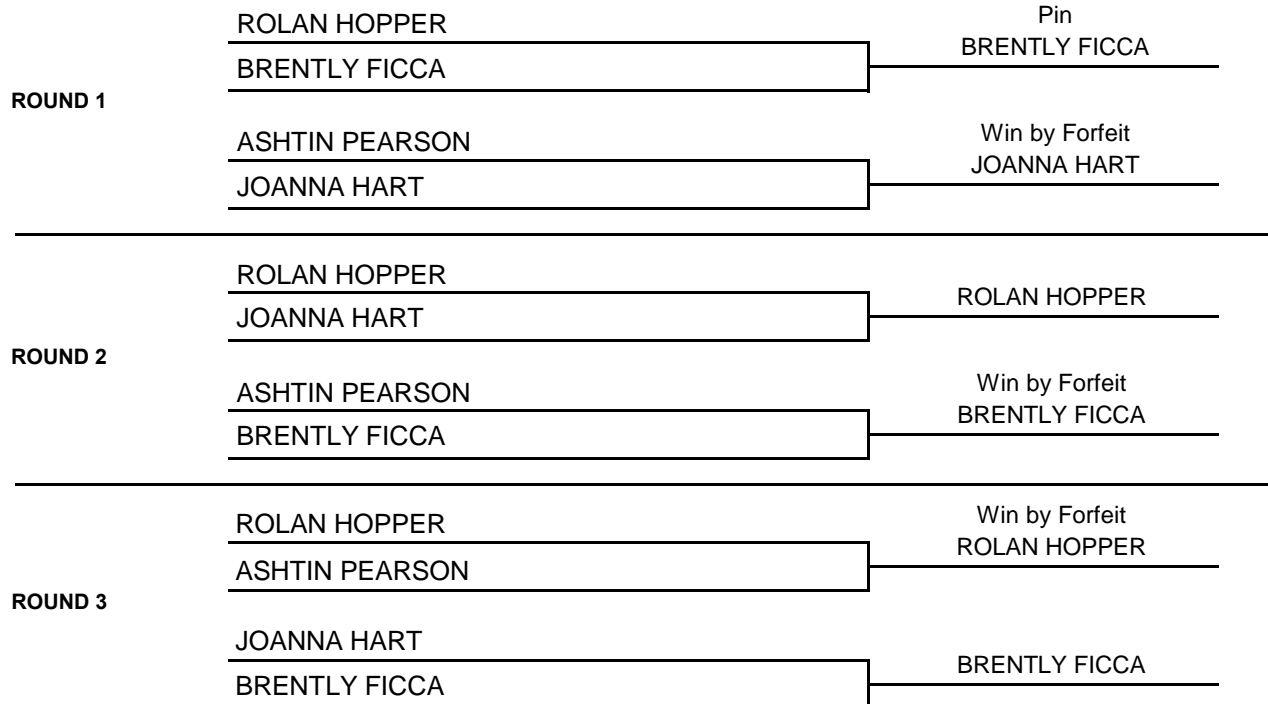 ROLAN HOPPER
Pin
BRENTLY FICCA
BRENTLY FICCA
ROUND 1
ASHTIN PEARSON
Win by Forfeit
JOANNA HART
JOANNA HART
ROLAN HOPPER
ROLAN HOPPER
JOANNA HART
ROUND 2
ASHTIN PEARSON
Win by Forfeit
BRENTLY FICCA
BRENTLY FICCA
ROLAN HOPPER
Win by Forfeit
ROLAN HOPPER
ASHTIN PEARSON
ROUND 3
JOANNA HART
BRENTLY FICCA
BRENTLY FICCA